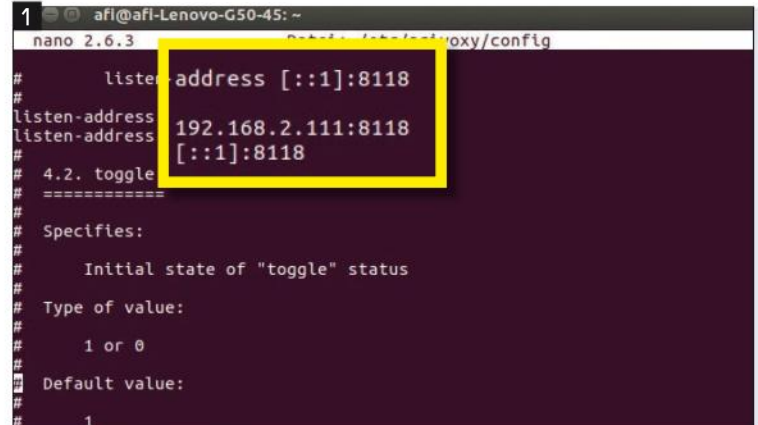 1
afi@afi-Lenovo-G50-45: ~
nano 2.6.3 /config
# listen-address [::1]:8118
#
listen-address 192.168.2.111:8118
listen-address [::1]:8118
#
# 4.2. toggle
# ============
#
# Specifies:
#
# Initial state of "toggle" status
#
# Type of value:
#
# 1 or 0
#
# Default value:
#
# 1